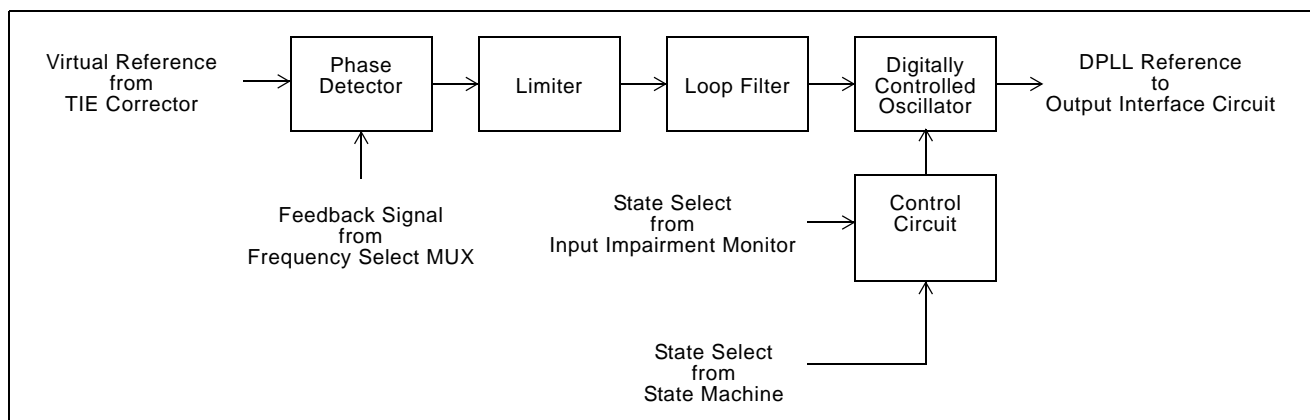 Virtual Reference
from
TIE Corrector
Phase
Detector
Limiter
Loop Filter
Digitally
Controlled
Oscillator
DPLL Reference
to
Output Interface Circuit
Feedback Signal
from
Frequency Select MUX
State Select
from
Input Impairment Monitor
Control
Circuit
State Select
from
State Machine